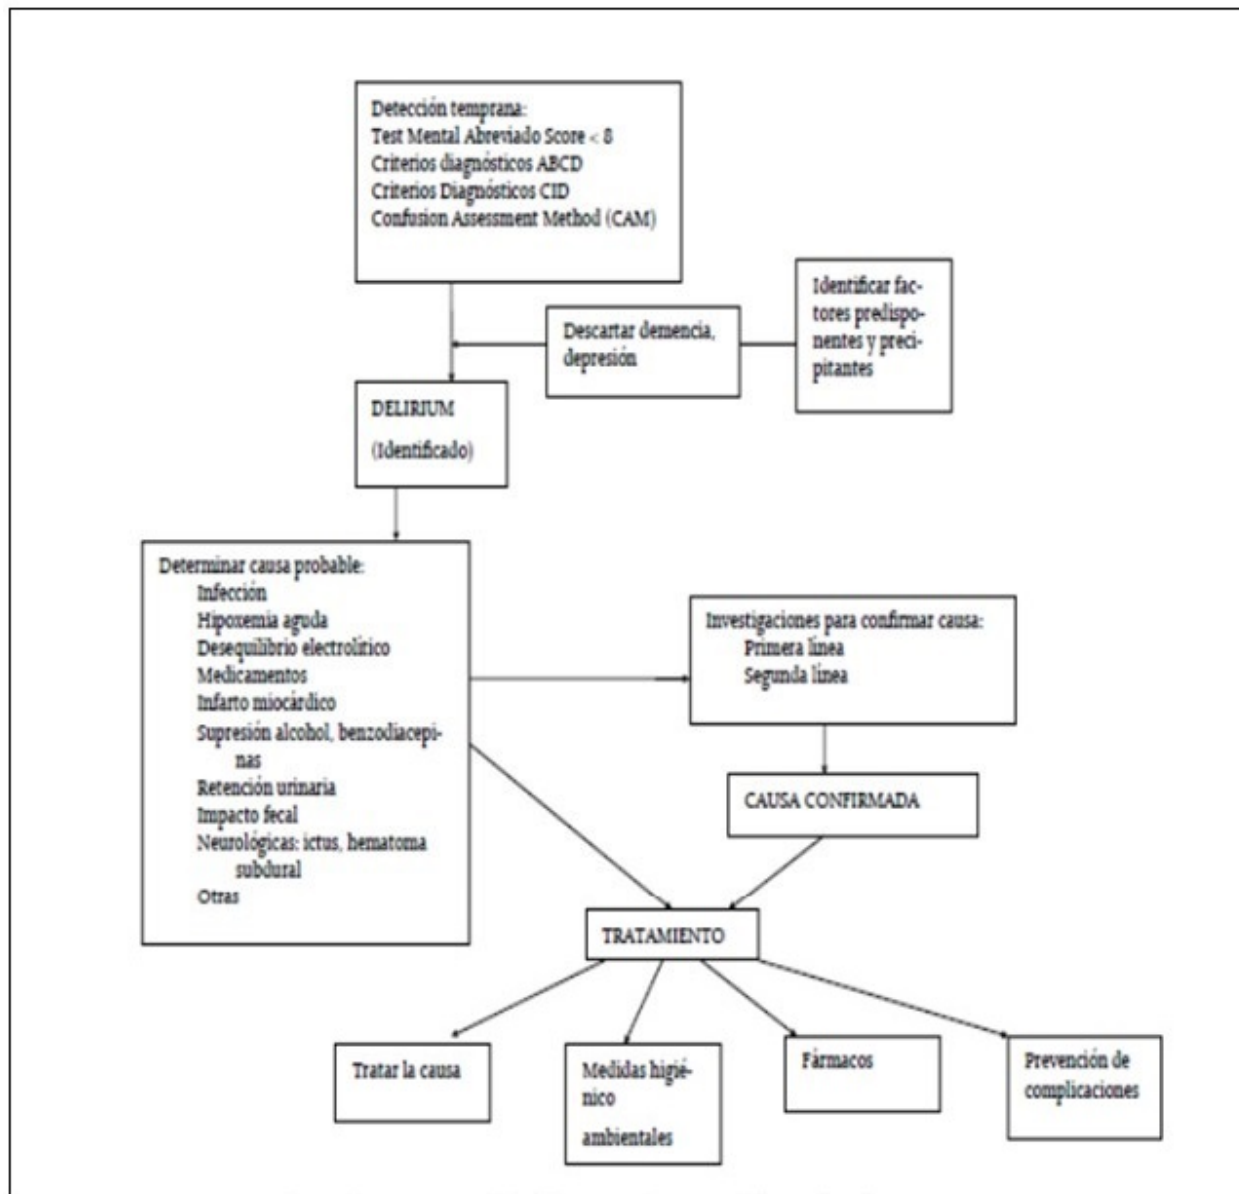 Detección temprana:
Test Mental Abreviado Score < 8
Criterios diagnósticos ABCD
Criterios Diagnósticos CID
Confusion Assessment Method (CAM)
Identificar fac-
tores predispo-
nentes y preci-
pitantes
Descartar demencia,
depresión
DELIRIUM
(Identificado)
Determinar causa probable:
Infección
Hipoxemia aguda
Desequilibrio electrolítico
Medicamentos
Infarto miocárdico
Supresión alcohol, benzodiacepi-
nas
Retención urinaria
Impacto fecal
Neurológicas: ictus, hematoma
subdural
Otras
Investigaciones para confirmar causa:
Primera línea
Segunda línea
CAUSA CONFIRMADA
TRATAMIENTO
Tratar la causa
Medidas higié-
nico
ambientales
Fármacos
Prevención de
complicaciones